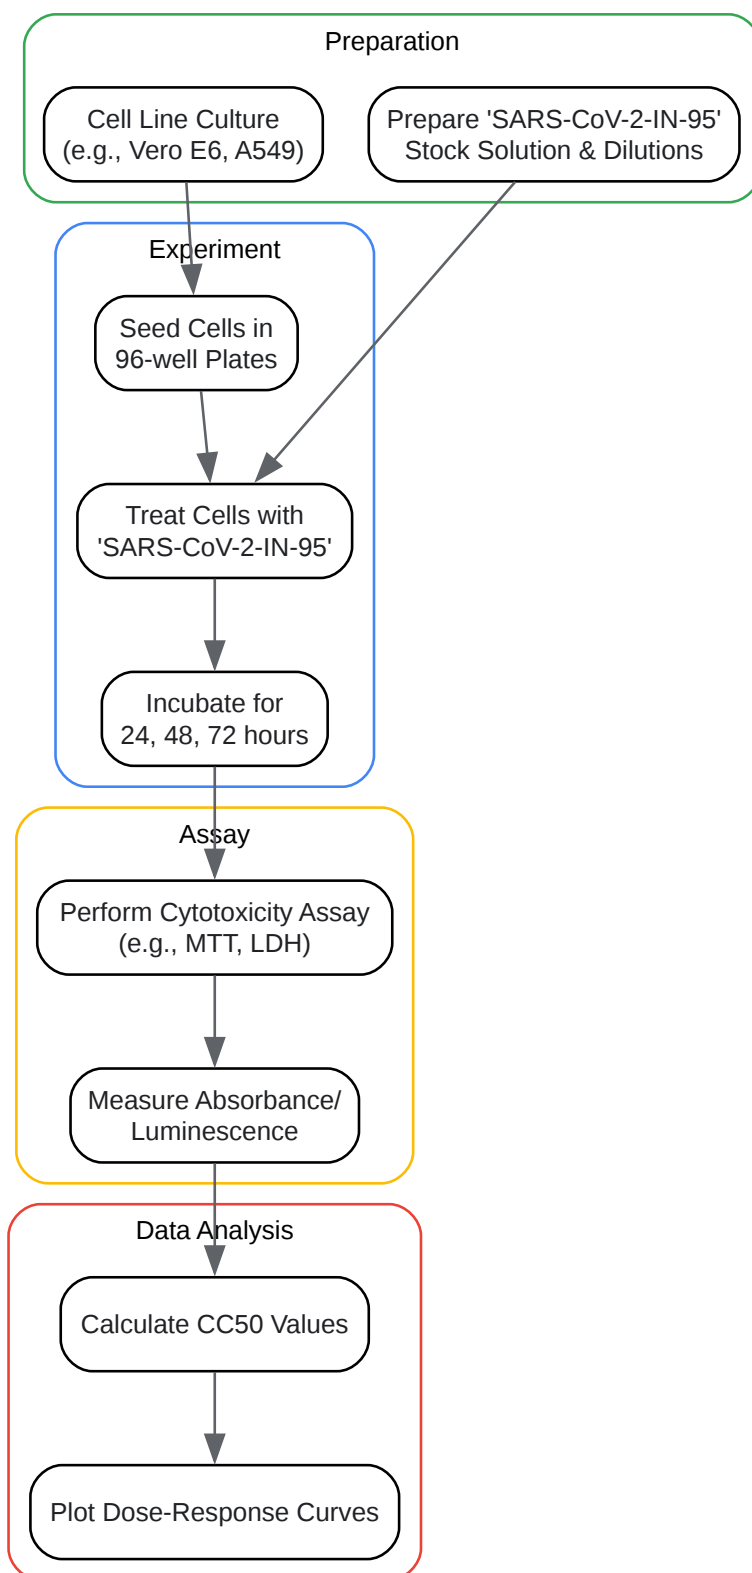 Preparation
Cell Line Culture
(e.g., Vero E6, A549)
Prepare 'SARS-CoV-2-IN-95'
Stock Solution & Dilutions
Experiment
Seed Cells in
96-well Plates
Treat Cells with
'SARS-CoV-2-IN-95'
Incubate for
24, 48, 72 hours
Assay
Perform Cytotoxicity Assay
(e.g., MTT, LDH)
Measure Absorbance/
Luminescence
Data Analysis
Calculate CC50 Values
Plot Dose-Response Curves